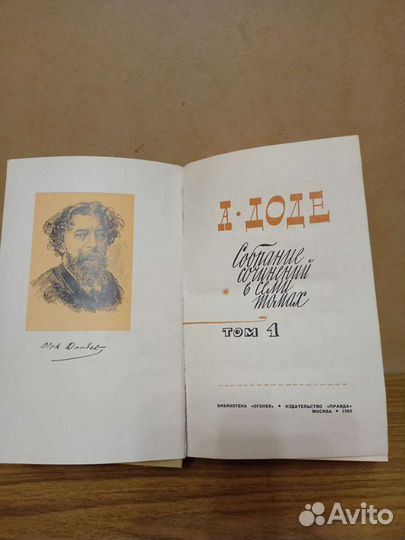 А · ДОДЕ
Собрание
сочинений
в семи
томах
ТОМ 1
БИБЛИОТЕКА «ОГОНЕК» • ИЗДАТЕЛЬСТВО «ПРАВДА»
МОСКВА • 1965
Avito